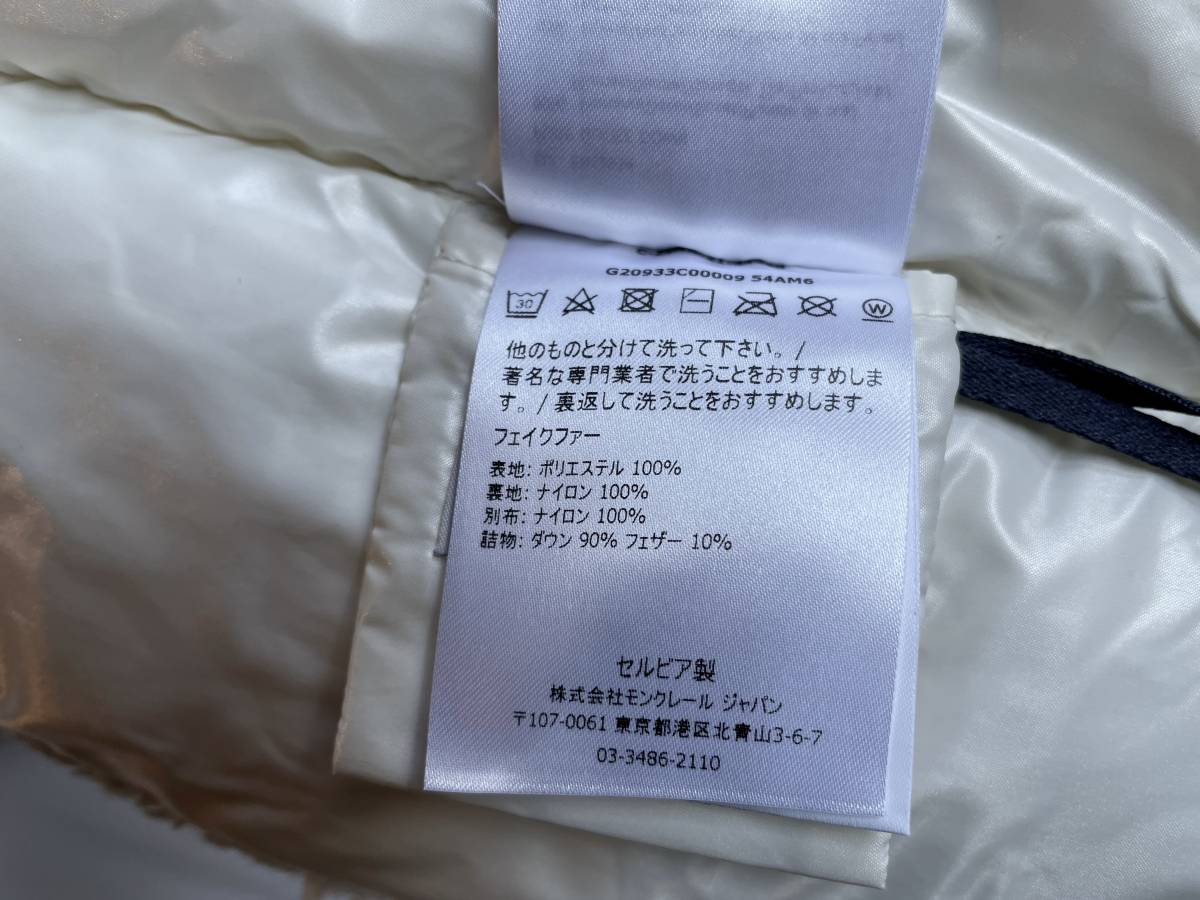 G20933C00009 54AM6
30
W
他のものと分けて洗って下さい。/
著名な専門業者で洗うことをおすすめしま
す。/ 裏返して洗うことをおすすめします。
フェイクファー
表地: ポリエステル 100%
裏地: ナイロン 100%
別布: ナイロン 100%
詰物: ダウン 90% フェザー 10%
セルビア製
株式会社モンクレール ジャパン
〒107-0061 東京都港区北青山3-6-7
03-3486-2110